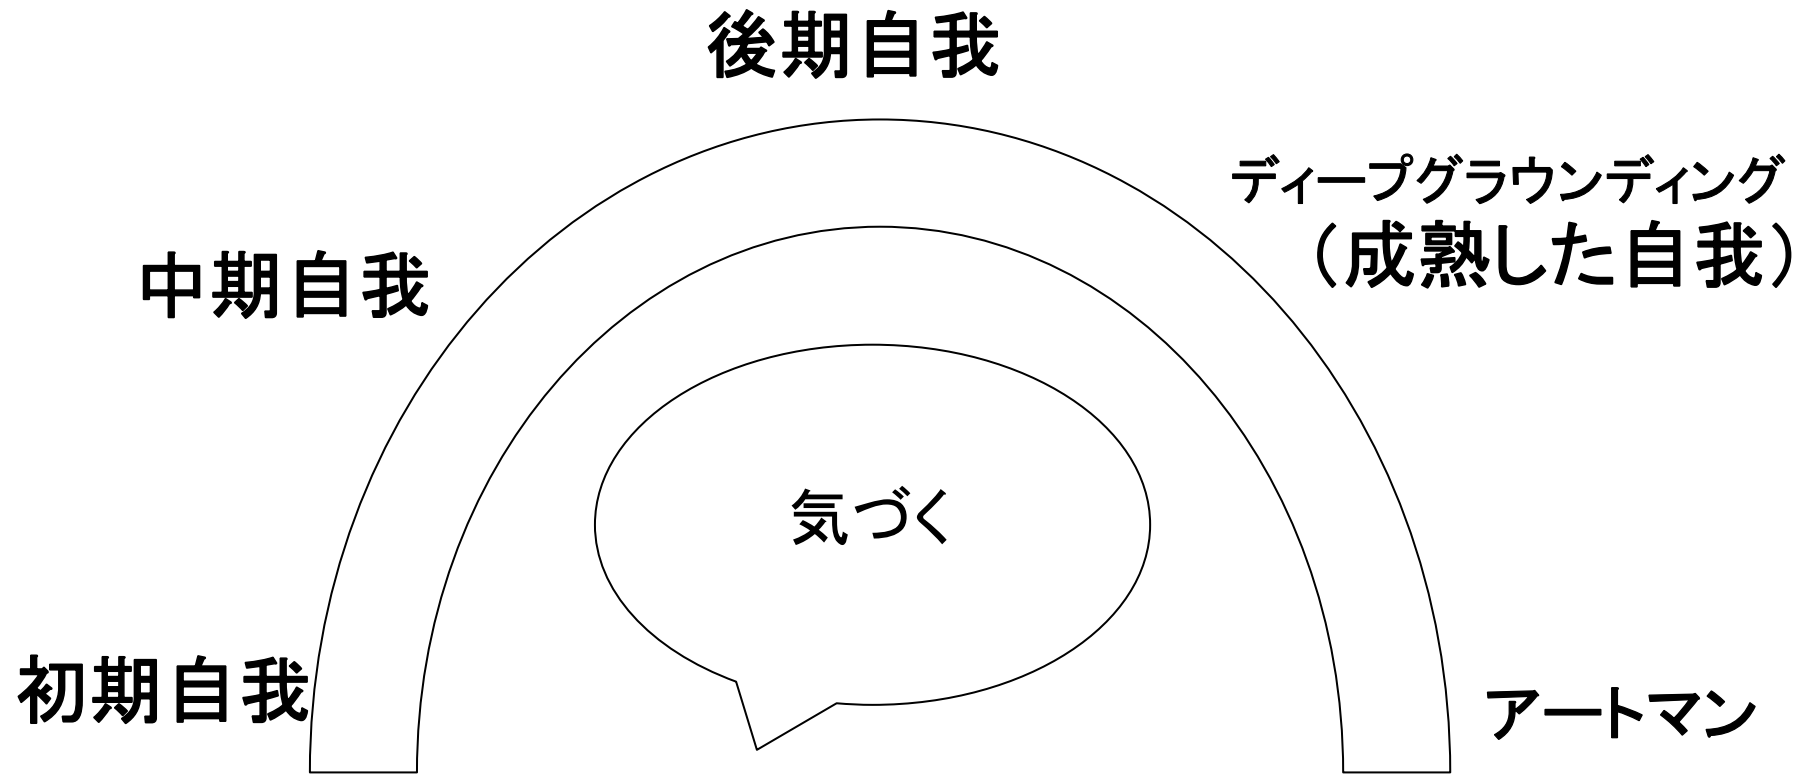 後期自我
ディープグラウンディング
（成熟した自我）
中期自我
気づく
初期自我
アートマン